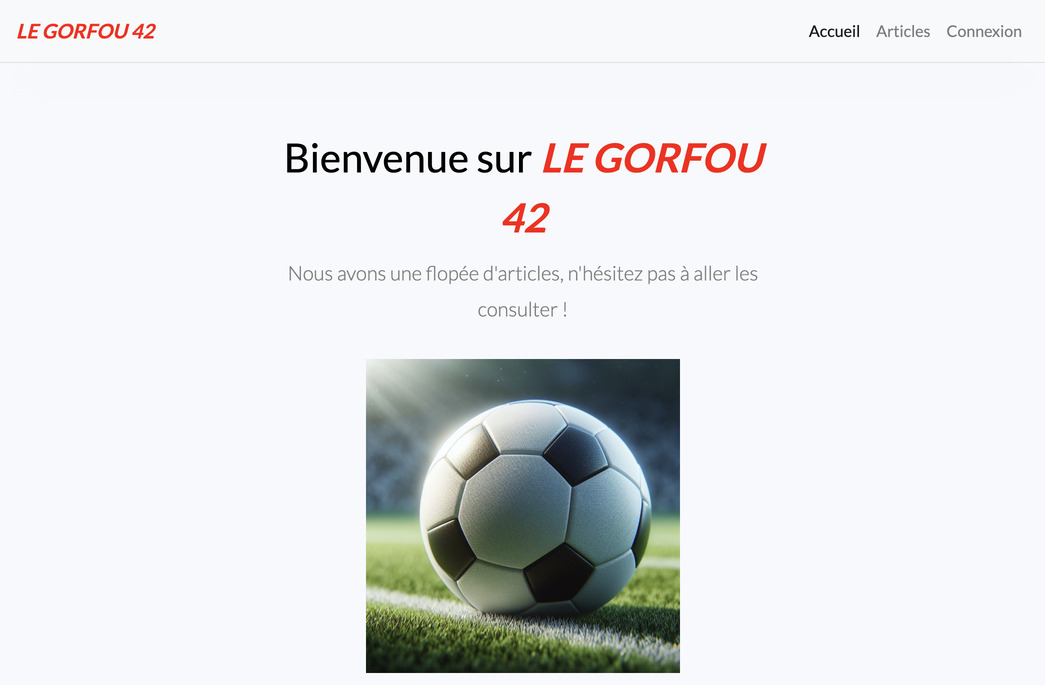 LE GORFOU 42
Accueil Articles Connexion
Bienvenue sur LE GORFOU
42
Nous avons une flopée d'articles, n'hésitez pas à aller les
consulter !